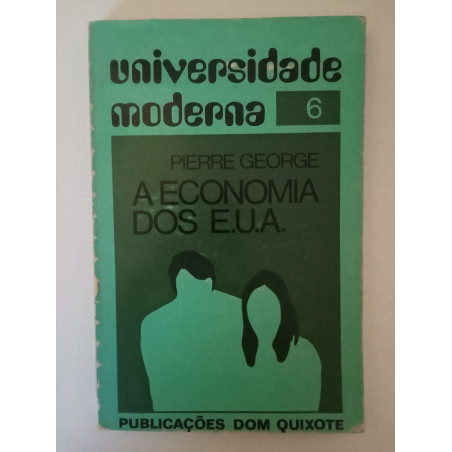 universidade
moderna 6
PIERRE GEORGE
A ECONOMIA
DOS E.U.A.
PUBLICAÇÕES DOM QUIXOTE